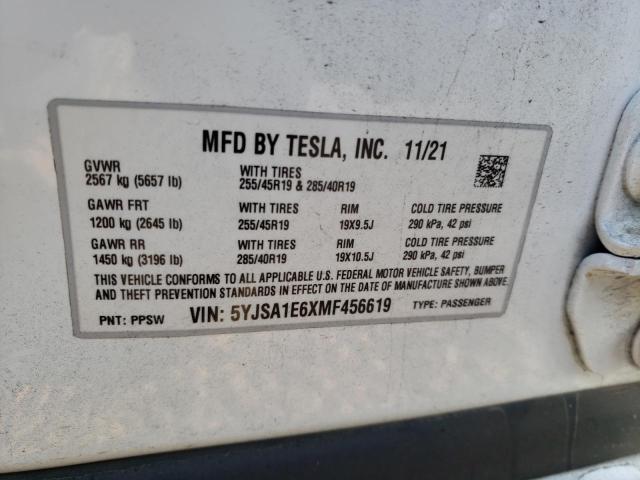 MFD BY TESLA, INC. 11/21
GVWR WITH TIRES
2567 kg (5657 lb) 255/45R19 & 285/40R19
GAWR FRT WITH TIRES RIM COLD TIRE PRESSURE
1200 kg (2645 lb) 255/45R19 19X9.5J 290 kPa, 42 psi
GAWR RR WITH TIRES RIM COLD TIRE PRESSURE
1450 kg (3196 lb) 285/40R19 19X10.5J 290 kPa, 42 psi
THIS VEHICLE CONFORMS TO ALL APPLICABLE U.S. FEDERAL MOTOR VEHICLE SAFETY, BUMPER
AND THEFT PREVENTION STANDARDS IN EFFECT ON THE DATE OF MANUFACTURE SHOWN ABOVE.
PNT: PPSW VIN: 5YJSA1E6XMF456619 TYPE: PASSENGER